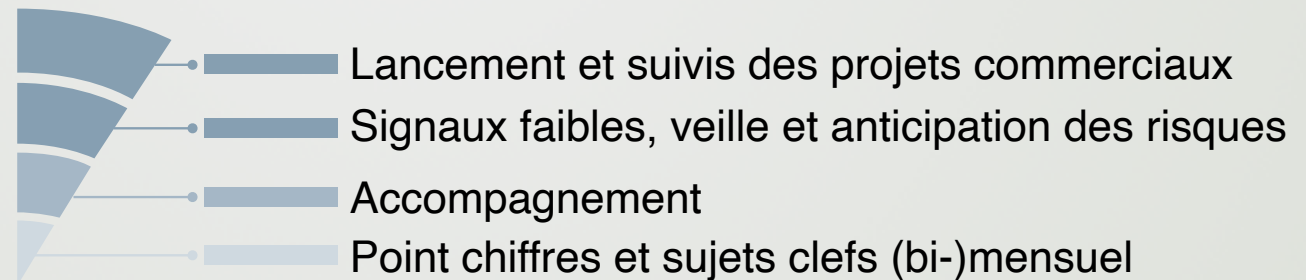 Lancement et suivis des projets commerciaux
Signaux faibles, veille et anticipation des risques
Accompagnement
Point chiffres et sujets clefs (bi-)mensuel